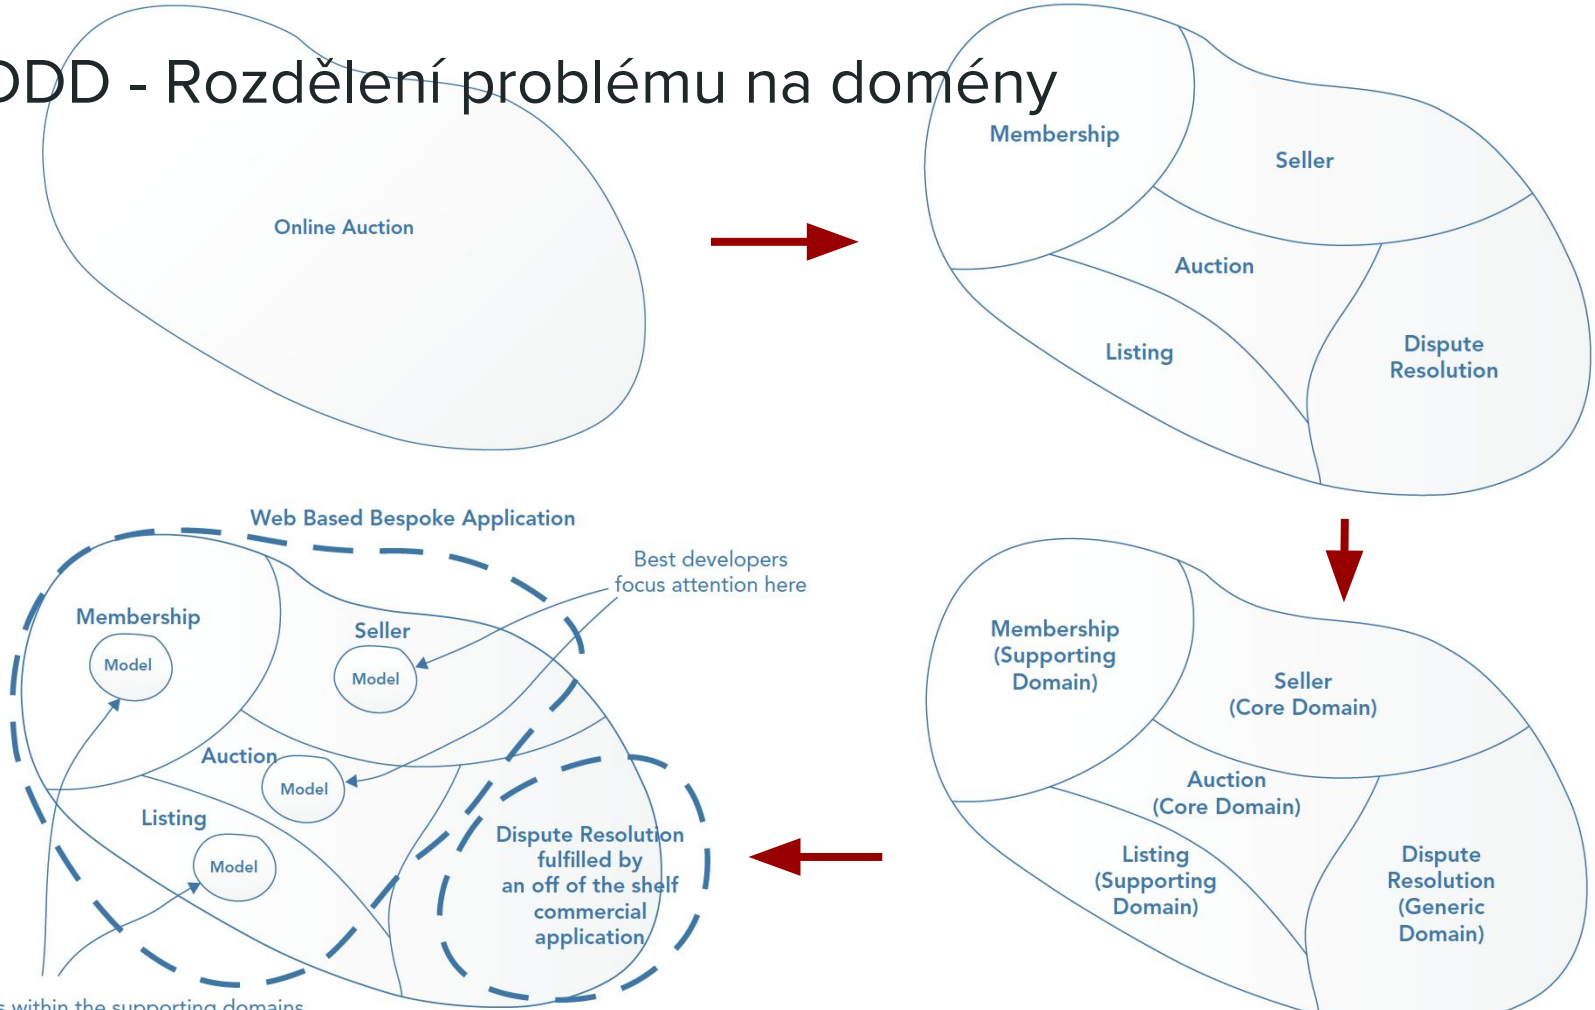 DDD - Rozdělení problému na domény
Online Auction
Membership
Seller
Auction
Listing
Dispute
Resolution
Membership
(Supporting
Domain)
Seller
(Core Domain)
Auction
(Core Domain)
Listing
(Supporting
Domain)
Dispute
Resolution
(Generic
Domain)
Web Based Bespoke Application
Best developers
focus attention here
Membership
Model
Seller
Model
Auction
Model
Listing
Model
Dispute Resolution
fulfilled by
an off of the shelf
commercial
application
within the supporting domains